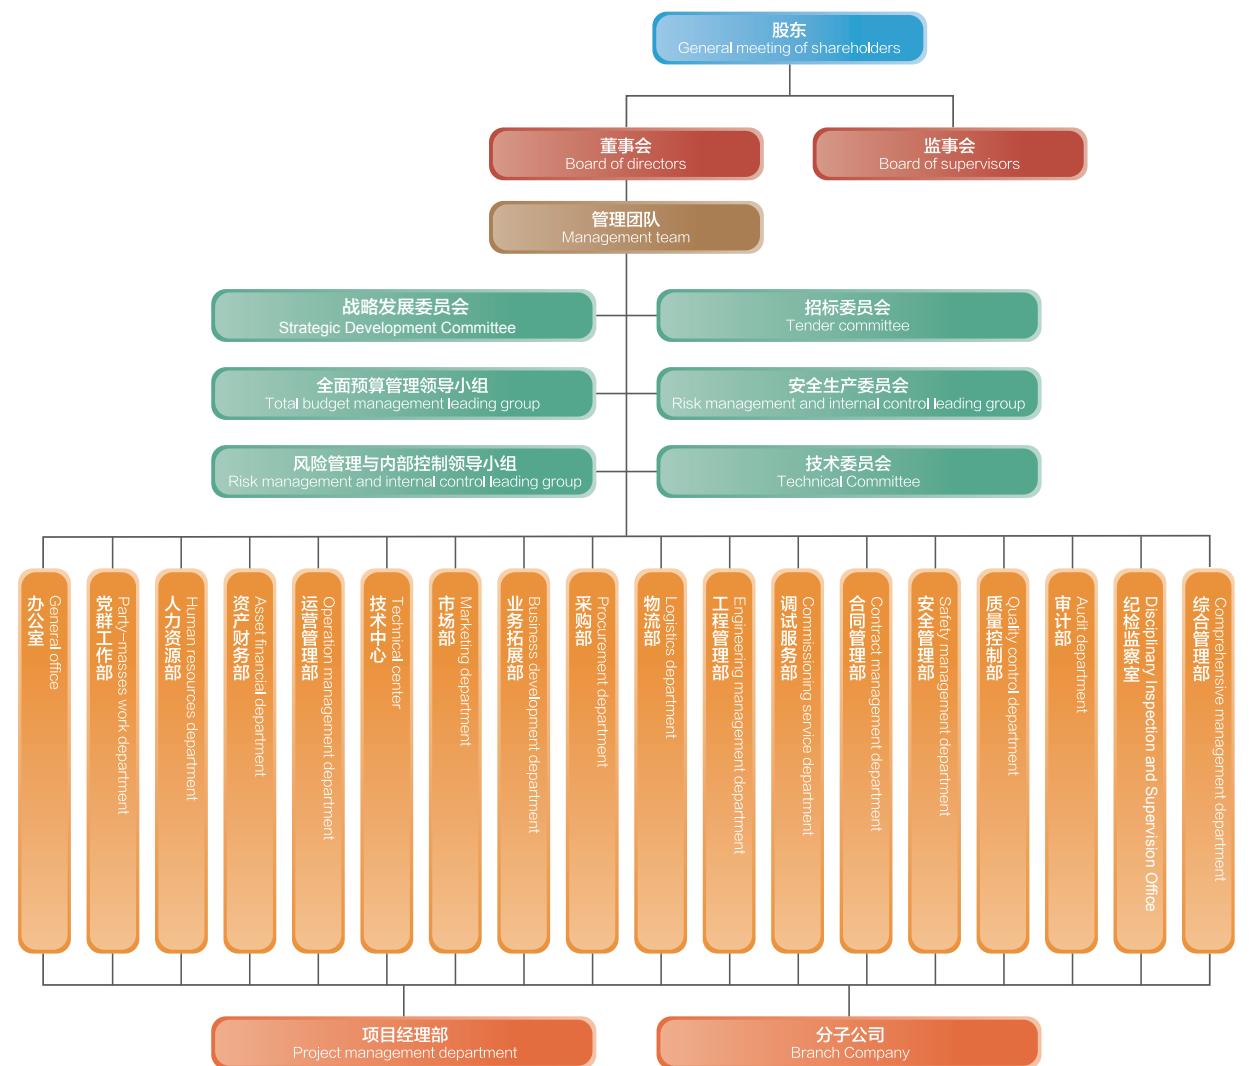 股东
General meeting of shareholders
董事会
Board of directors
监事会
Board of supervisors
管理团队
Management team
战略发展委员会
Strategic Development Committee
招标委员会
Tender committee
全面预算管理领导小组
Total budget management leading group
安全生产委员会
Risk management and internal control leading group
风险管理与内部控制领导小组
Risk management and internal control leading group
技术委员会
Technical Committee
办公室
General office
党群工作部
Party-masses work department
人力资源部
Human resources department
资产财务部
Asset financial department
运营管理部
Operation management department
技术中心
Technical center
市场部
Marketing department
业务拓展部
Business development department
采购部
Procurement department
物流部
Logistics department
工程管理部
Engineering management department
调试服务部
Commissioning service department
合同管理部
Contract management department
安全管理部
Safety management department
质量控制部
Quality control department
审计部
Audit department
纪检监察室
Disciplinary Inspection and Supervision Office
综合管理部
Comprehensive management department
项目经理部
Project management department
分子公司
Branch Company